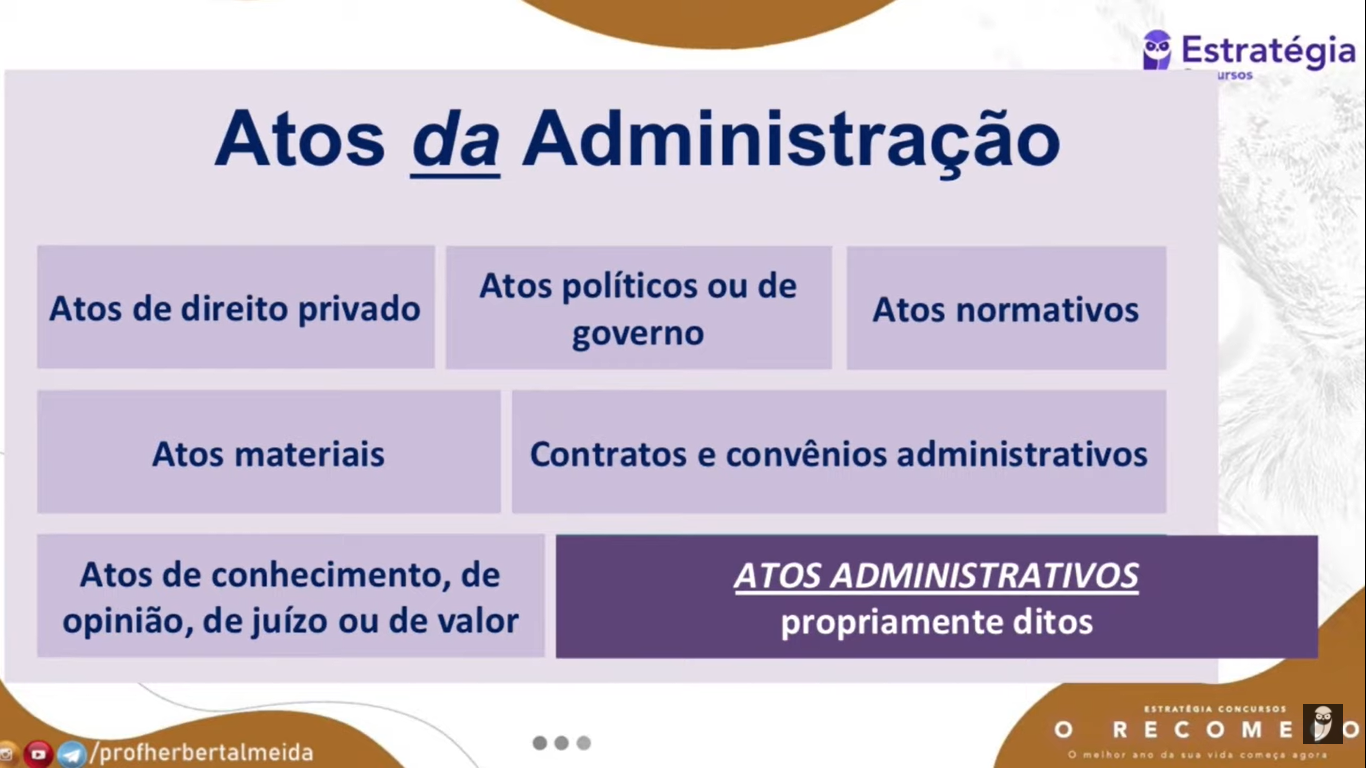 Estratégia
ursos
Atos da Administração
Atos de direito privado
Atos políticos ou de
governo
Atos normativos
Atos materiais
Contratos e convênios administrativos
Atos de conhecimento, de
opinião, de juízo ou de valor
ATOS ADMINISTRATIVOS
propriamente ditos
/profherbertalmeida
ESTRATÉGIA CONCURSOS
O RECOMEÇO
O melhor ano da sua vida começa agora